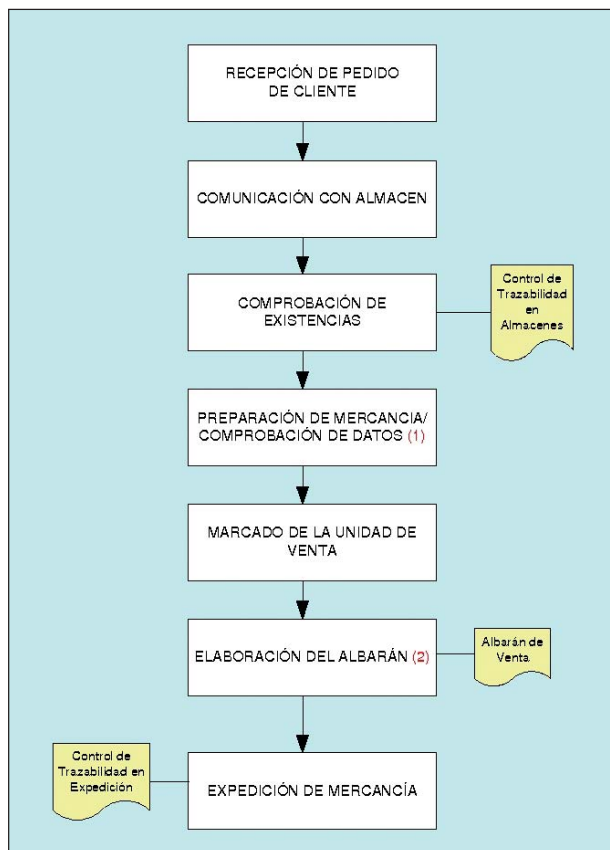 RECEPCIÓN DE PEDIDO
DE CLIENTE
COMUNICACIÓN CON ALMACEN
COMPROBACIÓN DE
EXISTENCIAS
Control de
Trazabilidad
en
Almacenes
PREPARACIÓN DE MERCANCIA/
COMPROBACIÓN DE DATOS (1)
MARCADO DE LA UNIDAD DE
VENTA
ELABORACIÓN DEL ALBARÁN (2)
Albarán de
Venta
Control de
Trazabilidad en
Expedición
EXPEDICIÓN DE MERCANCÍA